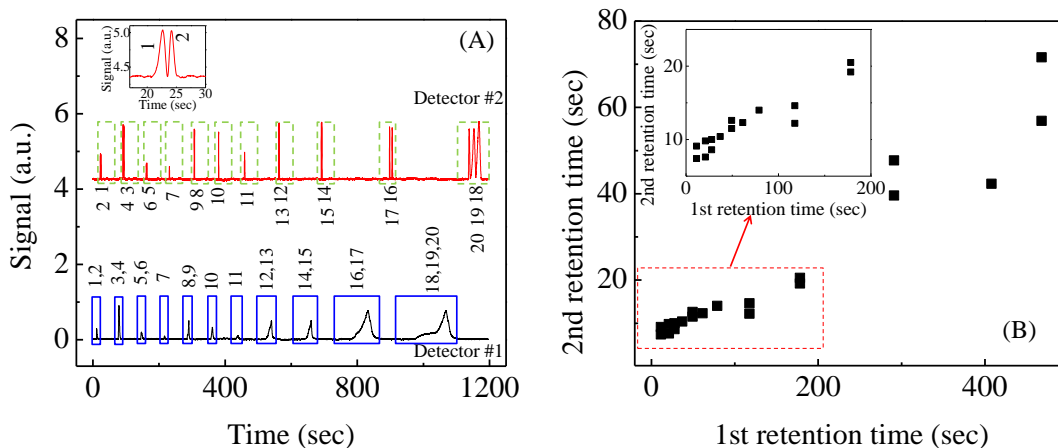 (A)
8
6
4
2
0
Signal (a.u.)
0 400 800 1200
Time (sec)
5.0
4.5
Signal (a.u.)
1 2
20 25 30
Time (sec)
Detector #2
2 1
4 3
6 5
7
9 8
10
11
13 12
15 14
17 16
20 19 18
1,2
3,4
5,6
7
8,9
10
11
12,13
14,15
16,17
18,19,20
Detector #1
(B)
80
60
40
20
2nd retention time (sec)
0 200 400
1st retention time (sec)
20
10
2nd retention time (sec)
0 100 200
1st retention time (sec)